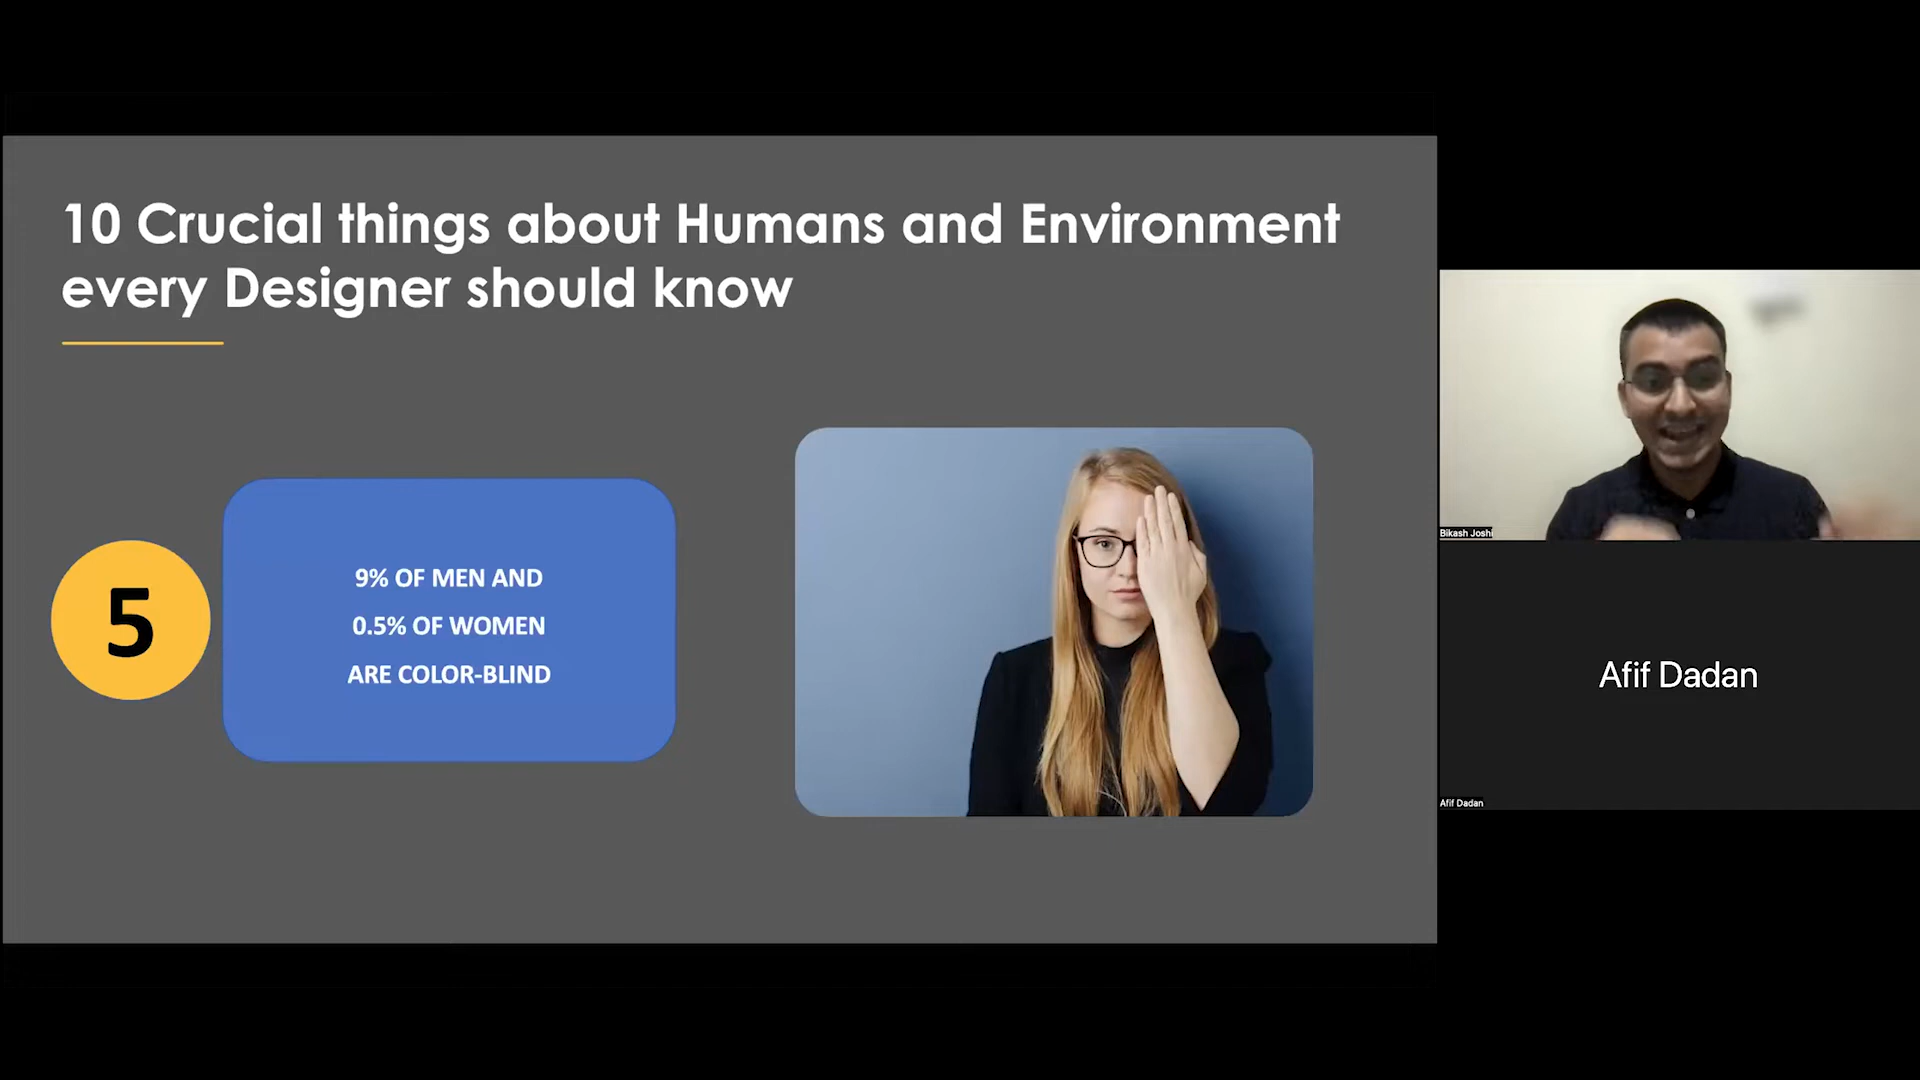 10 Crucial things about Humans and Environment
every Designer should know
5
9% OF MEN AND
0.5% OF WOMEN
ARE COLOR-BLIND
Bikash Joshi
Afif Dadan
Afif Dadan